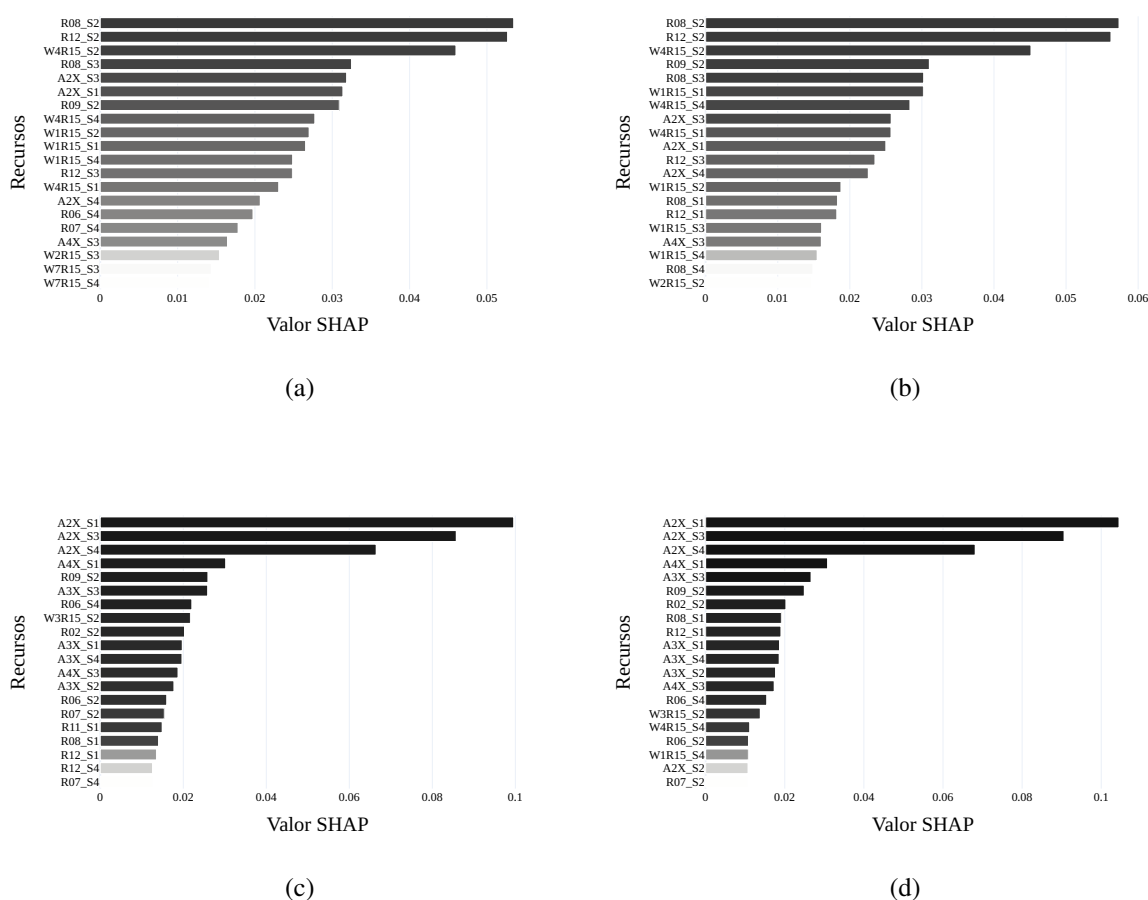 R08_S2
R12_S2
W4R15_S2
R08_S3
A2X_S3
A2X_S1
R09_S2
W4R15_S4
W1R15_S2
W1R15_S1
W1R15_S4
R12_S3
W4R15_S1
A2X_S4
R06_S4
R07_S4
A4X_S3
W2R15_S3
W7R15_S3
W7R15_S4
0 0.01 0.02 0.03 0.04 0.05
Recursos
Valor SHAP
(a)
R08_S2
R12_S2
W4R15_S2
R09_S2
R08_S3
W1R15_S1
W4R15_S4
A2X_S3
W4R15_S1
A2X_S1
R12_S3
A2X_S4
W1R15_S2
R08_S1
R12_S1
W1R15_S3
A4X_S3
W1R15_S4
R08_S4
W2R15_S2
0 0.01 0.02 0.03 0.04 0.05 0.06
Recursos
Valor SHAP
(b)
A2X_S1
A2X_S3
A2X_S4
A4X_S1
R09_S2
A3X_S3
R06_S4
W3R15_S2
R02_S2
A3X_S1
A3X_S4
A4X_S3
A3X_S2
R06_S2
R07_S2
R11_S1
R08_S1
R12_S1
R12_S4
R07_S4
0 0.02 0.04 0.06 0.08 0.1
Recursos
Valor SHAP
(c)
A2X_S1
A2X_S3
A2X_S4
A4X_S1
A3X_S3
R09_S2
R02_S2
R08_S1
R12_S1
A3X_S1
A3X_S4
A3X_S2
A4X_S3
R06_S4
W3R15_S2
W4R15_S4
R06_S2
W1R15_S4
A2X_S2
R07_S2
0 0.02 0.04 0.06 0.08 0.1
Recursos
Valor SHAP
(d)